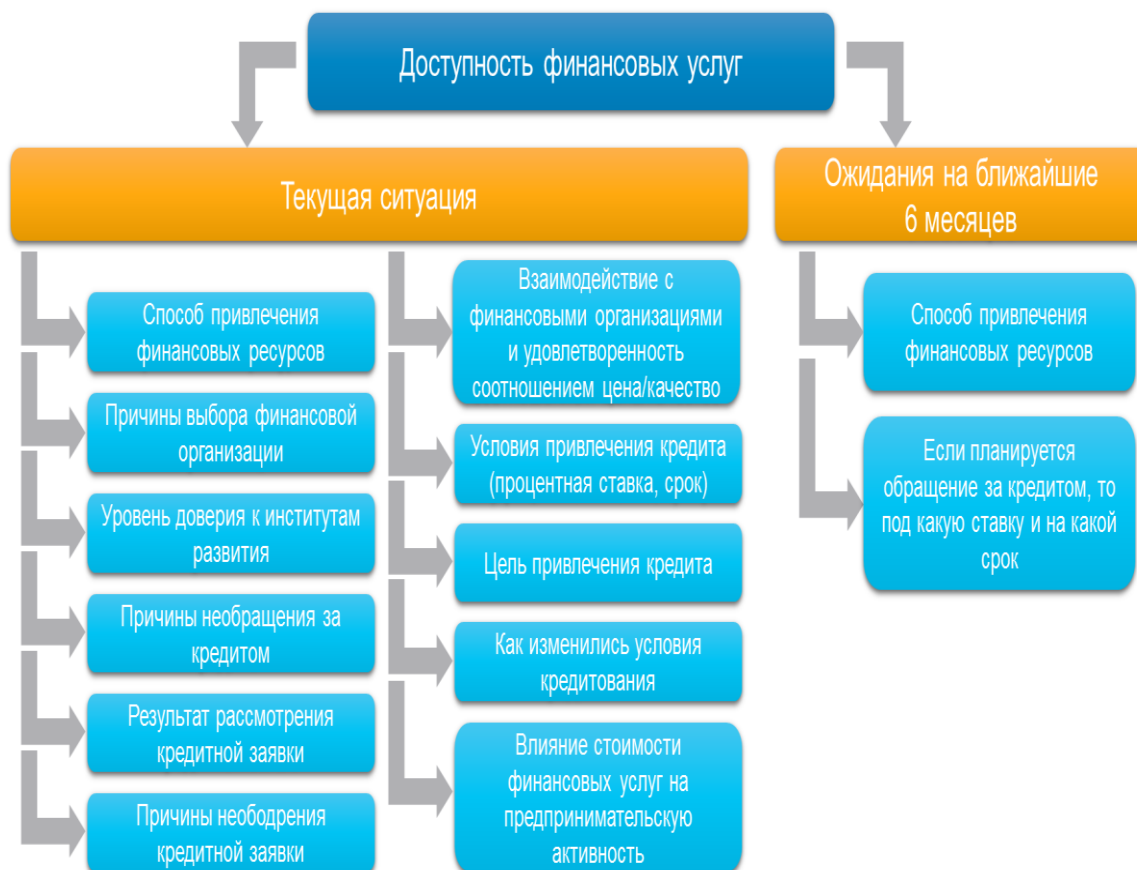 Доступность финансовых услуг
Текущая ситуация
Ожидания на ближайшие
6 месяцев
Способ привлечения
финансовых ресурсов
Причины выбора финансовой
организации
Уровень доверия к институтам
развития
Причины необращения за
кредитом
Результат рассмотрения
кредитной заявки
Причины неободрения
кредитной заявки
Взаимодействие с
финансовыми организациями
и удовлетворенность
соотношением цена/качество
Условия привлечения кредита
(процентная ставка, срок)
Цель привлечения кредита
Как изменились условия
кредитования
Влияние стоимости
финансовых услуг на
предпринимательскую
активность
Способ привлечения
финансовых ресурсов
Если планируется
обращение за кредитом, то
под какую ставку и на какой
срок